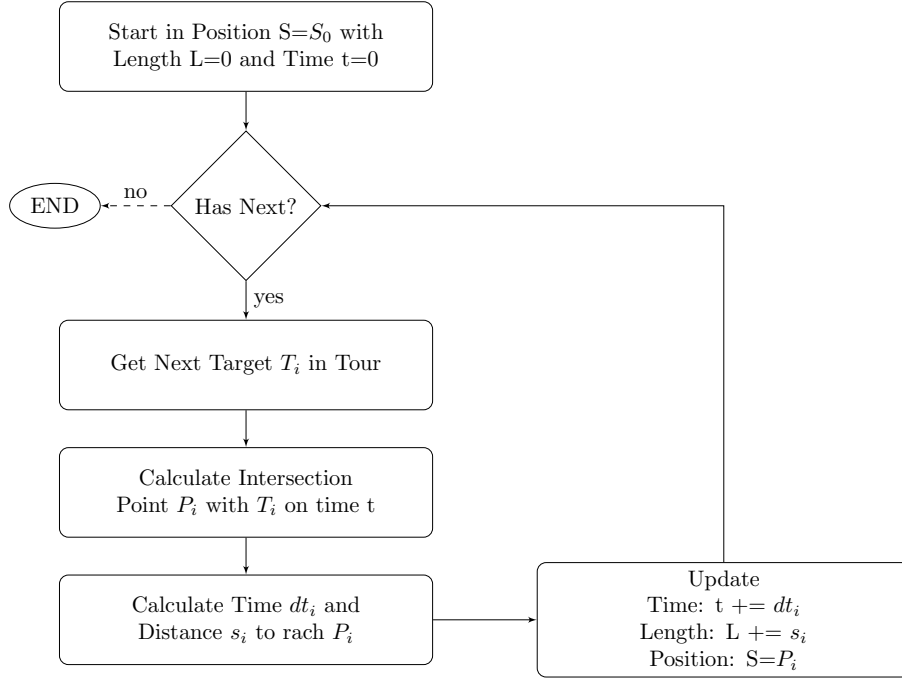 Start in Position S=S₀ with
Length L=0 and Time t=0
Has Next?
no
END
yes
Get Next Target Tᵢ in Tour
Calculate Intersection
Point Pᵢ with Tᵢ on time t
Calculate Time dtᵢ and
Distance sᵢ to rach Pᵢ
Update
Time: t += dtᵢ
Length: L += sᵢ
Position: S=Pᵢ